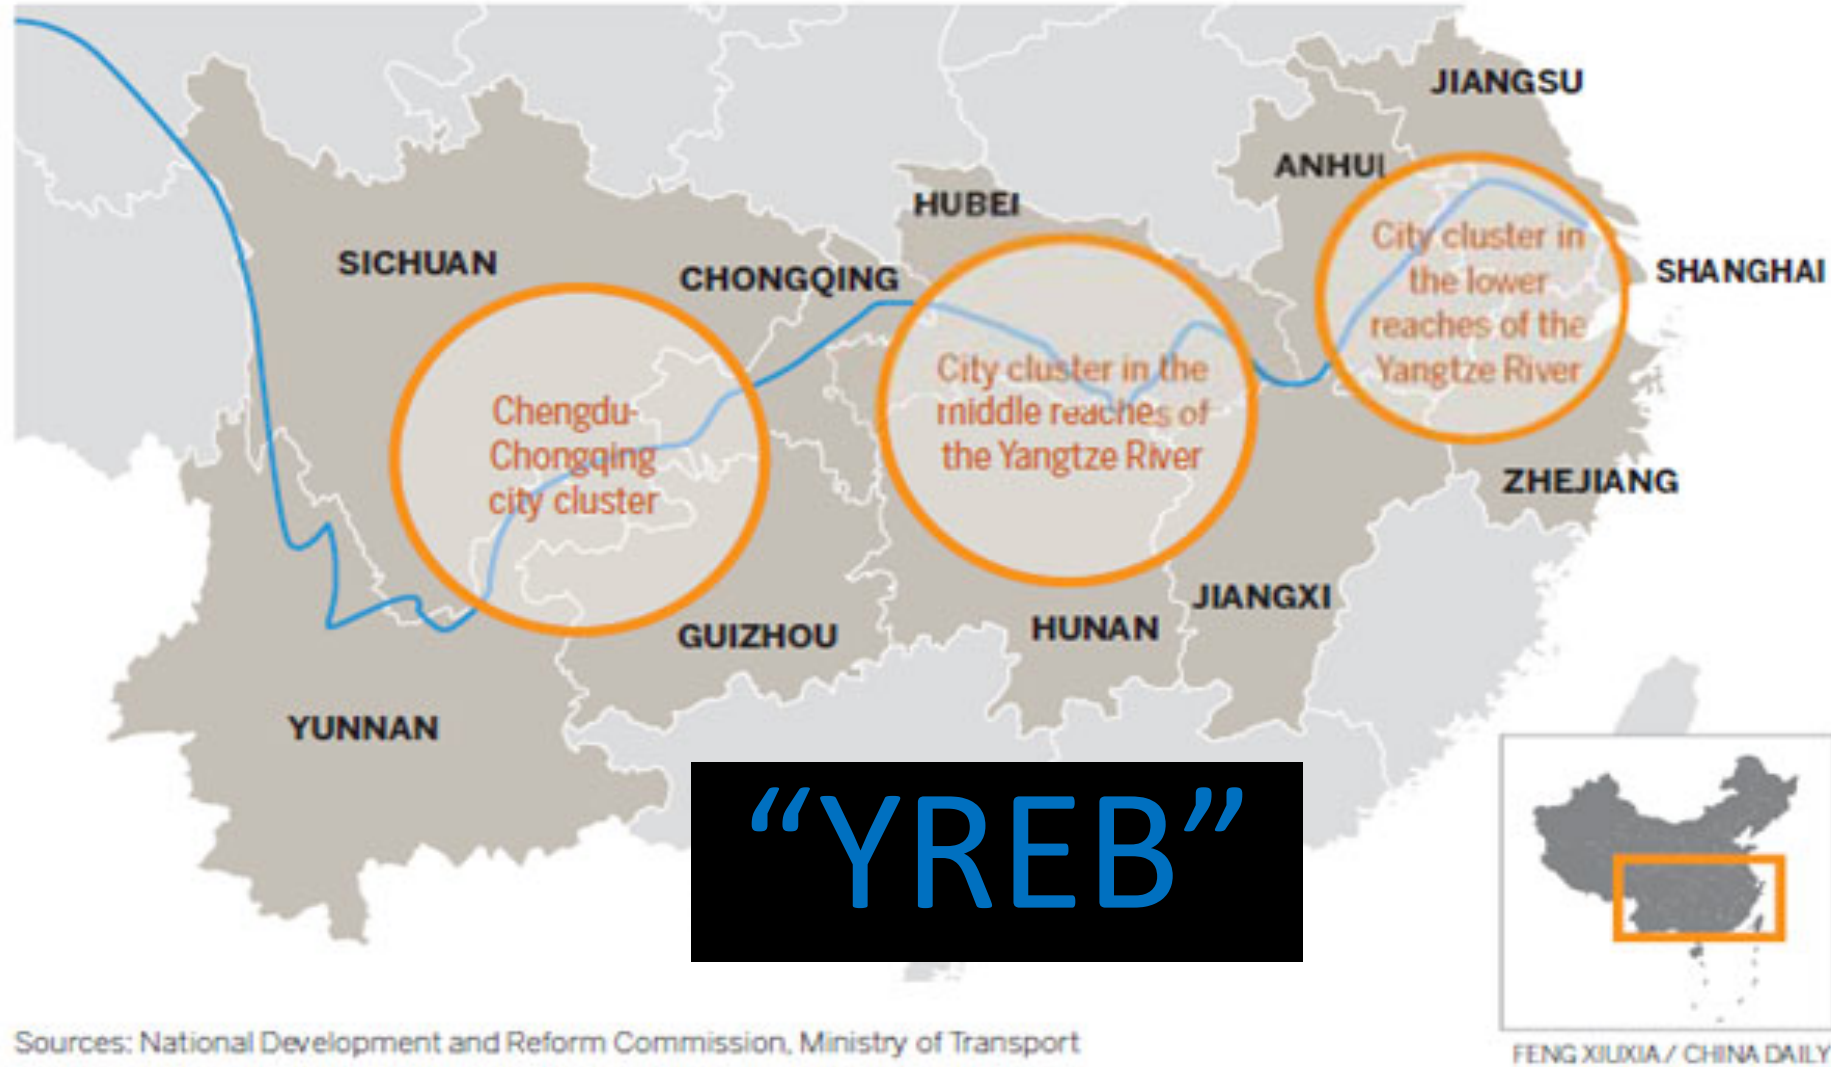 JIANGSU
ANHUI
HUBEI
SICHUAN
CHONGQING
SHANGHAI
City cluster in
the lower
reaches of the
Yangtze River
City cluster in the
middle reaches of
the Yangtze River
Chengdu-
Chongqing
city cluster
ZHEJIANG
JIANGXI
HUNAN
GUIZHOU
YUNNAN
“YREB”
Sources: National Development and Reform Commission, Ministry of Transport
FENG XIUXIA / CHINA DAILY